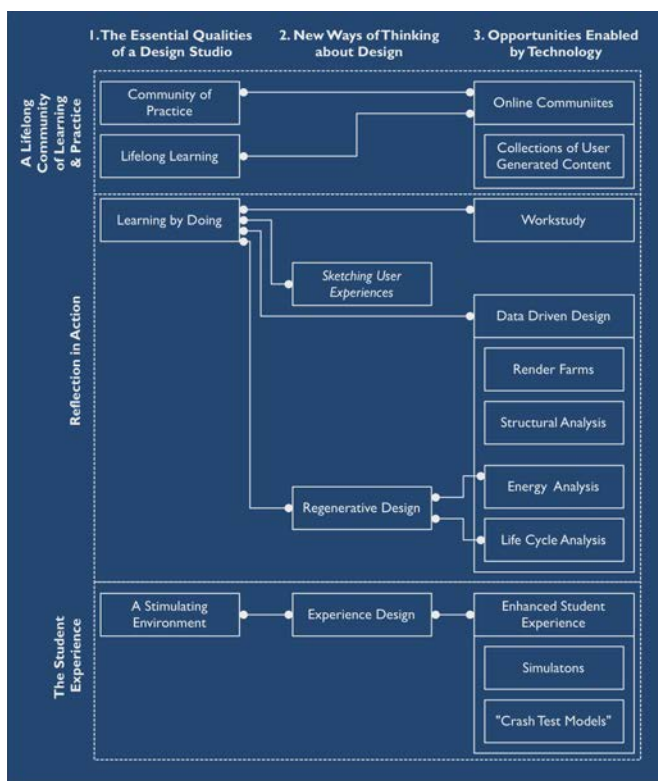 1. The Essential Qualities
of a Design Studio
2. New Ways of Thinking
about Design
3. Opportunities Enabled
by Technology
A Lifelong
Community
of Learning
& Practice
Community of
Practice
Online Communiites
Lifelong Learning
Collections of User
Generated Content
Reflection in Action
Learning by Doing
Workstudy
Sketching User
Experiences
Data Driven Design
Render Farms
Structural Analysis
Energy Analysis
Regenerative Design
Life Cycle Analysis
The Student
Experience
A Stimulating
Environment
Experience Design
Enhanced Student
Experience
Simulatons
"Crash Test Models"